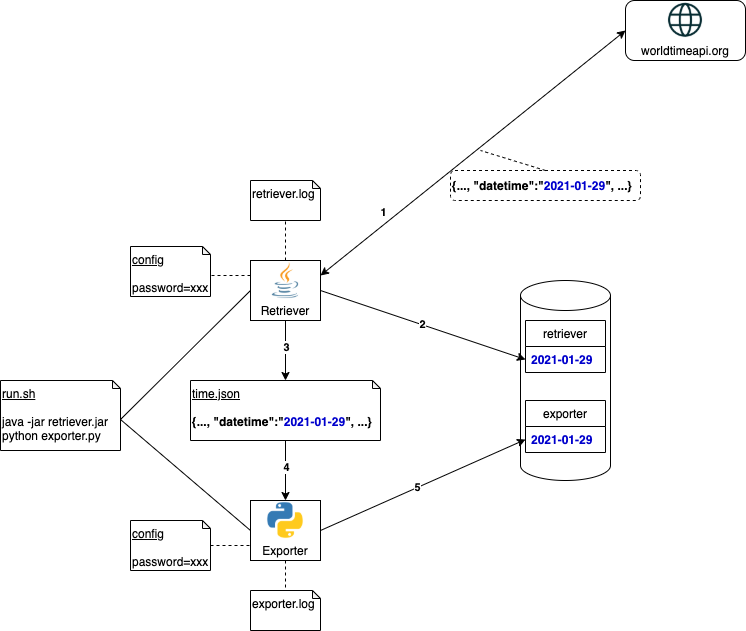 worldtimeapi.org
{..., "datetime":"2021-01-29", ...}
1
retriever.log
config
password=xxx
Retriever
2
retriever
2021-01-29
3
run.sh
java -jar retriever.jar
python exporter.py
time.json
{..., "datetime":"2021-01-29", ...}
exporter
2021-01-29
4
5
config
password=xxx
Exporter
exporter.log